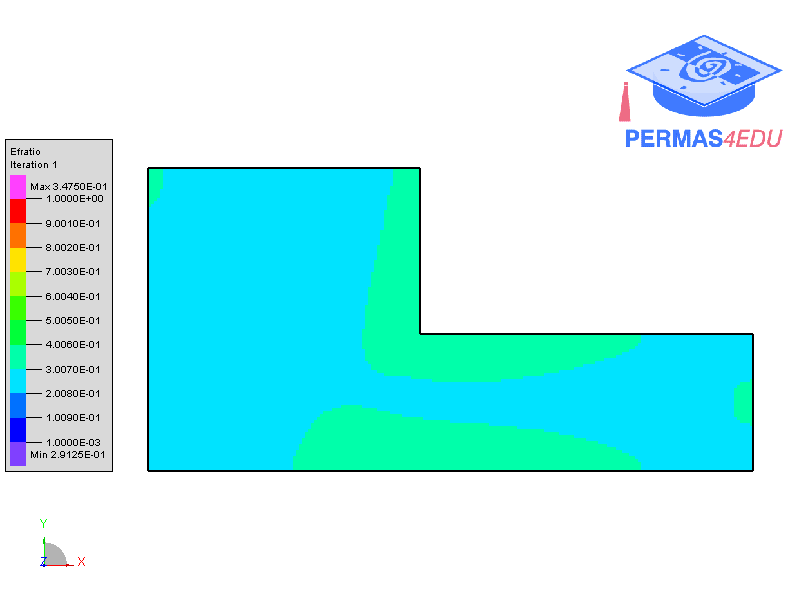 PERMAS4EDU
Efratio
Iteration 1
Max 3.4750E-01
1.0000E+00
9.0010E-01
8.0020E-01
7.0030E-01
6.0040E-01
5.0050E-01
4.0060E-01
3.0070E-01
2.0080E-01
1.0090E-01
1.0000E-03
Min 2.9125E-01
Y
Z
X